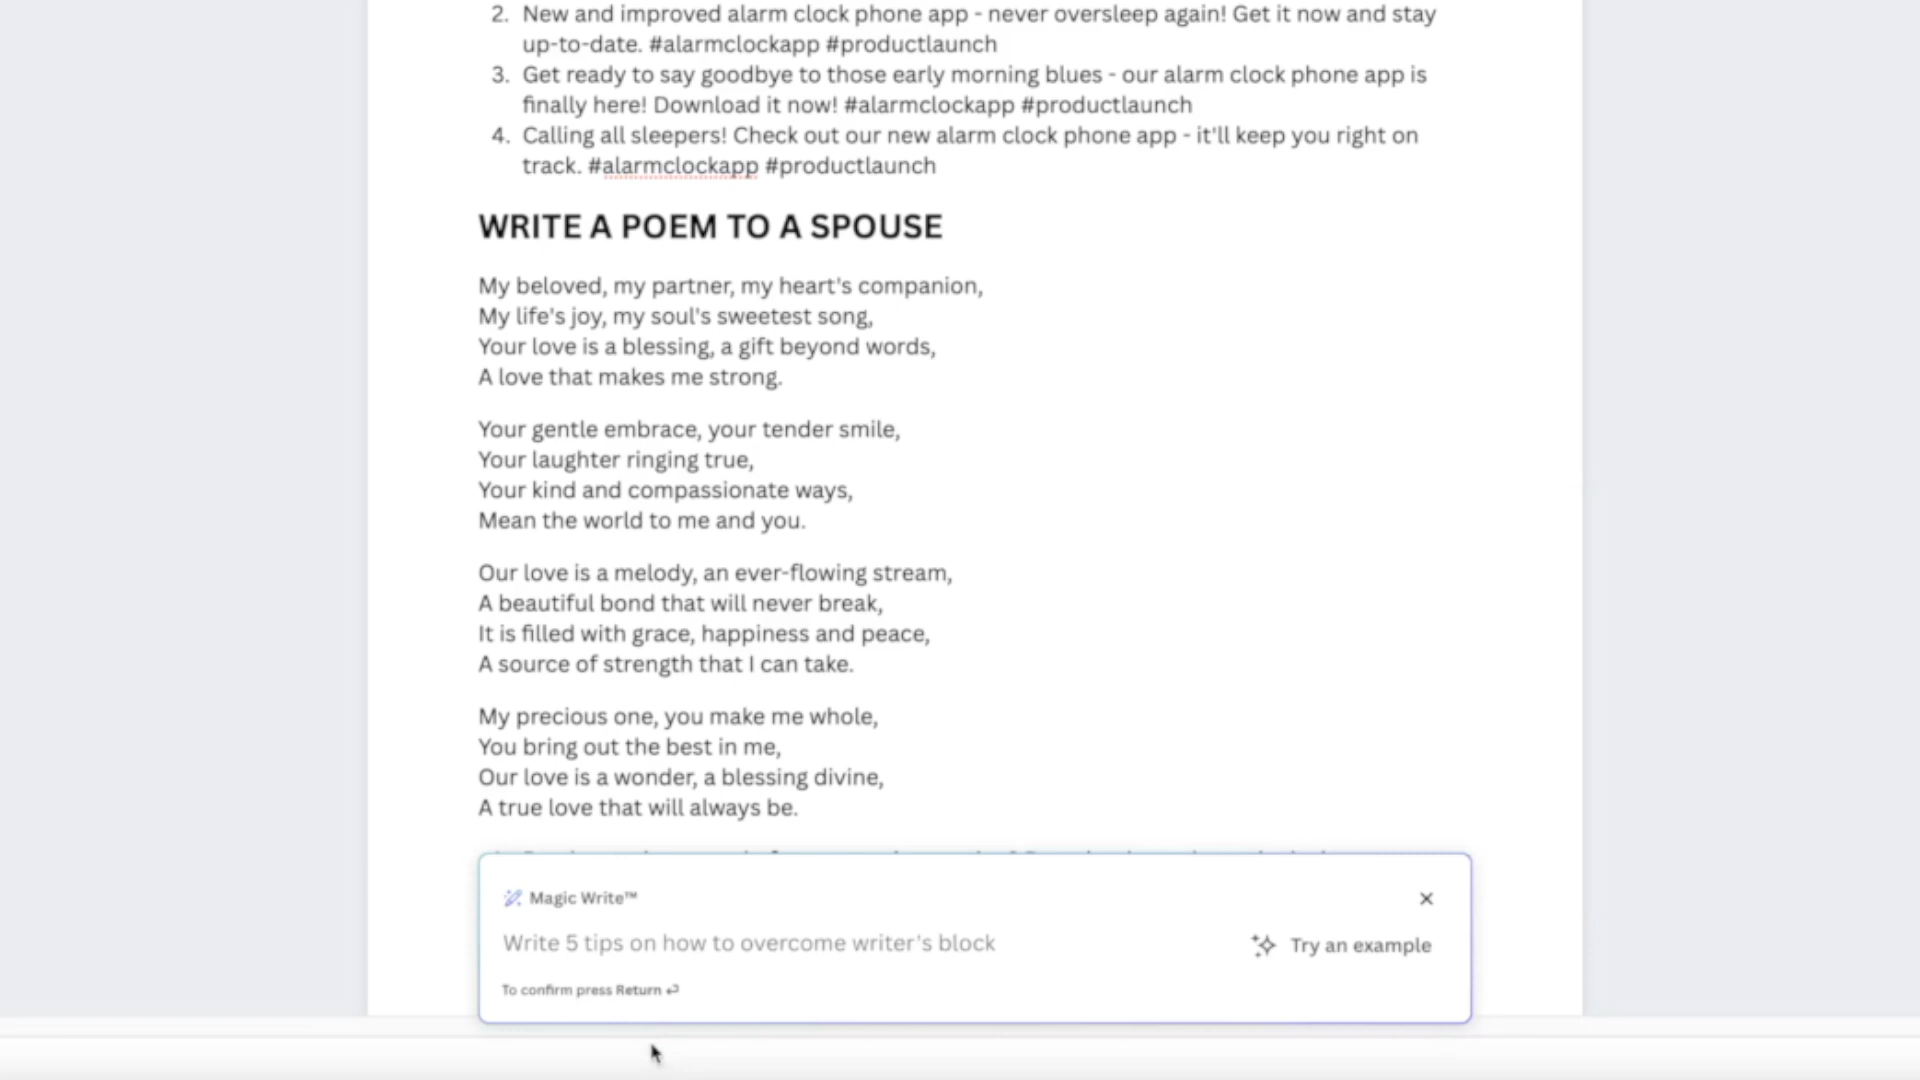 2. New and improved alarm clock phone app - never oversleep again! Get it now and stay
up-to-date. #alarmclockapp #productlaunch
3. Get ready to say goodbye to those early morning blues - our alarm clock phone app is
finally here! Download it now! #alarmclockapp #productlaunch
4. Calling all sleepers! Check out our new alarm clock phone app - it'll keep you right on
track. #alarmclockapp #productlaunch
WRITE A POEM TO A SPOUSE
My beloved, my partner, my heart's companion,
My life's joy, my soul's sweetest song,
Your love is a blessing, a gift beyond words,
A love that makes me strong.
Your gentle embrace, your tender smile,
Your laughter ringing true,
Your kind and compassionate ways,
Mean the world to me and you.
Our love is a melody, an ever-flowing stream,
A beautiful bond that will never break,
It is filled with grace, happiness and peace,
A source of strength that I can take.
My precious one, you make me whole,
You bring out the best in me,
Our love is a wonder, a blessing divine,
A true love that will always be.
Magic Write™
Write 5 tips on how to overcome writer's block
Try an example
To confirm press Return ↵